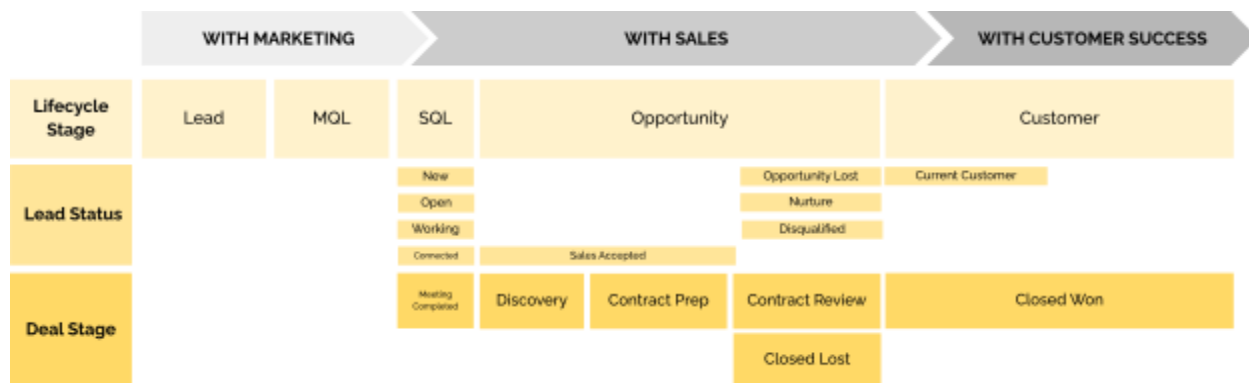 WITH MARKETING
WITH SALES
WITH CUSTOMER SUCCESS
Lifecycle
Stage
Lead
MQL
SQL
Opportunity
Customer
Lead Status
New
Opportunity Lost
Current Customer
Open
Nurture
Working
Disqualified
Connected
Sales Accepted
Deal Stage
Meeting
Completed
Discovery
Contract Prep
Contract Review
Closed Won
Closed Lost